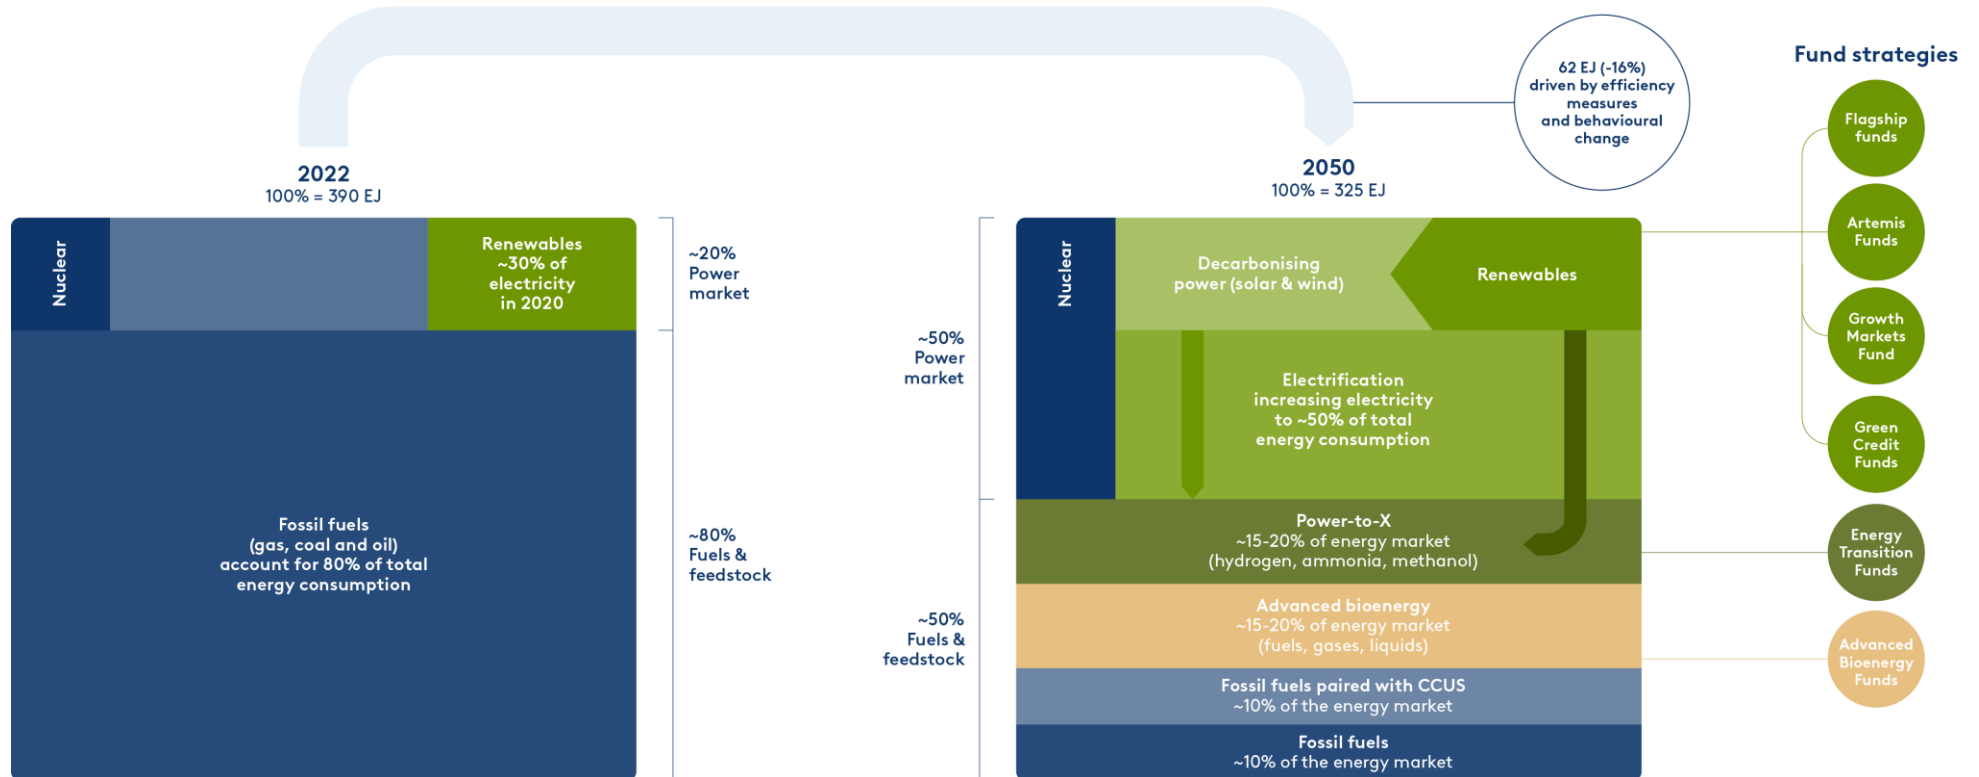 62 EJ (-16%)
driven by efficiency
measures
and behavioural
change
Fund strategies
Flagship
funds
Artemis
Funds
Growth
Markets
Fund
Green
Credit
Funds
Energy
Transition
Funds
Advanced
Bioenergy
Funds
2022
100% = 390 EJ
Nuclear
Renewables
~30% of
electricity
in 2020
~20%
Power
market
Fossil fuels
(gas, coal and oil)
account for 80% of total
energy consumption
~80%
Fuels &
feedstock
2050
100% = 325 EJ
~50%
Power
market
Nuclear
Decarbonising
power (solar & wind)
Renewables
Electrification
increasing electricity
to ~50% of total
energy consumption
~50%
Fuels &
feedstock
Power-to-X
~15-20% of energy market
(hydrogen, ammonia, methanol)
Advanced bioenergy
~15-20% of energy market
(fuels, gases, liquids)
Fossil fuels paired with CCUS
~10% of the energy market
Fossil fuels
~10% of the energy market